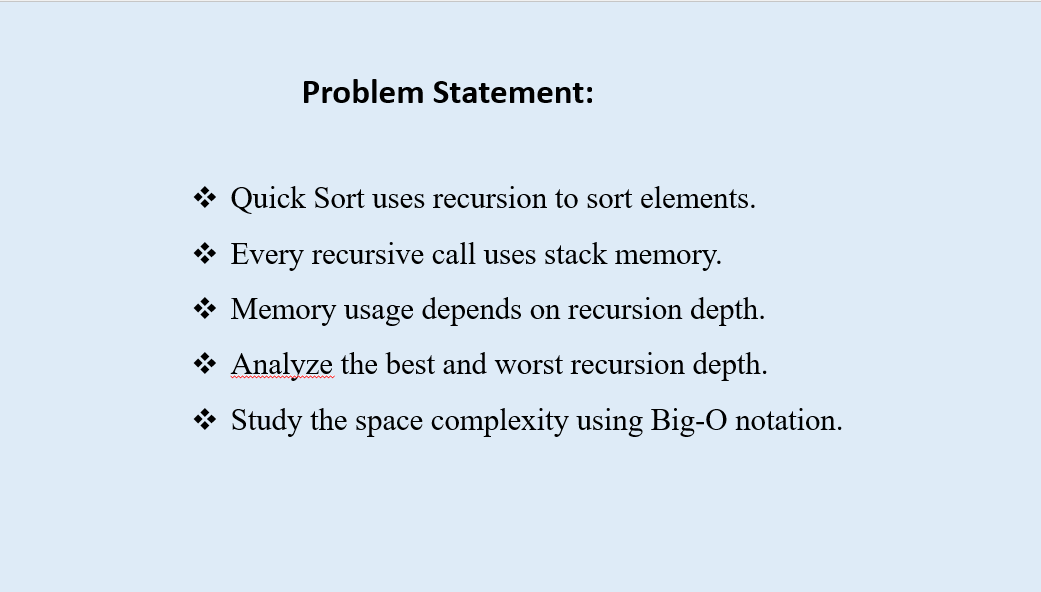 Problem Statement:
❖ Quick Sort uses recursion to sort elements.
❖ Every recursive call uses stack memory.
❖ Memory usage depends on recursion depth.
❖ Analyze the best and worst recursion depth.
❖ Study the space complexity using Big-O notation.